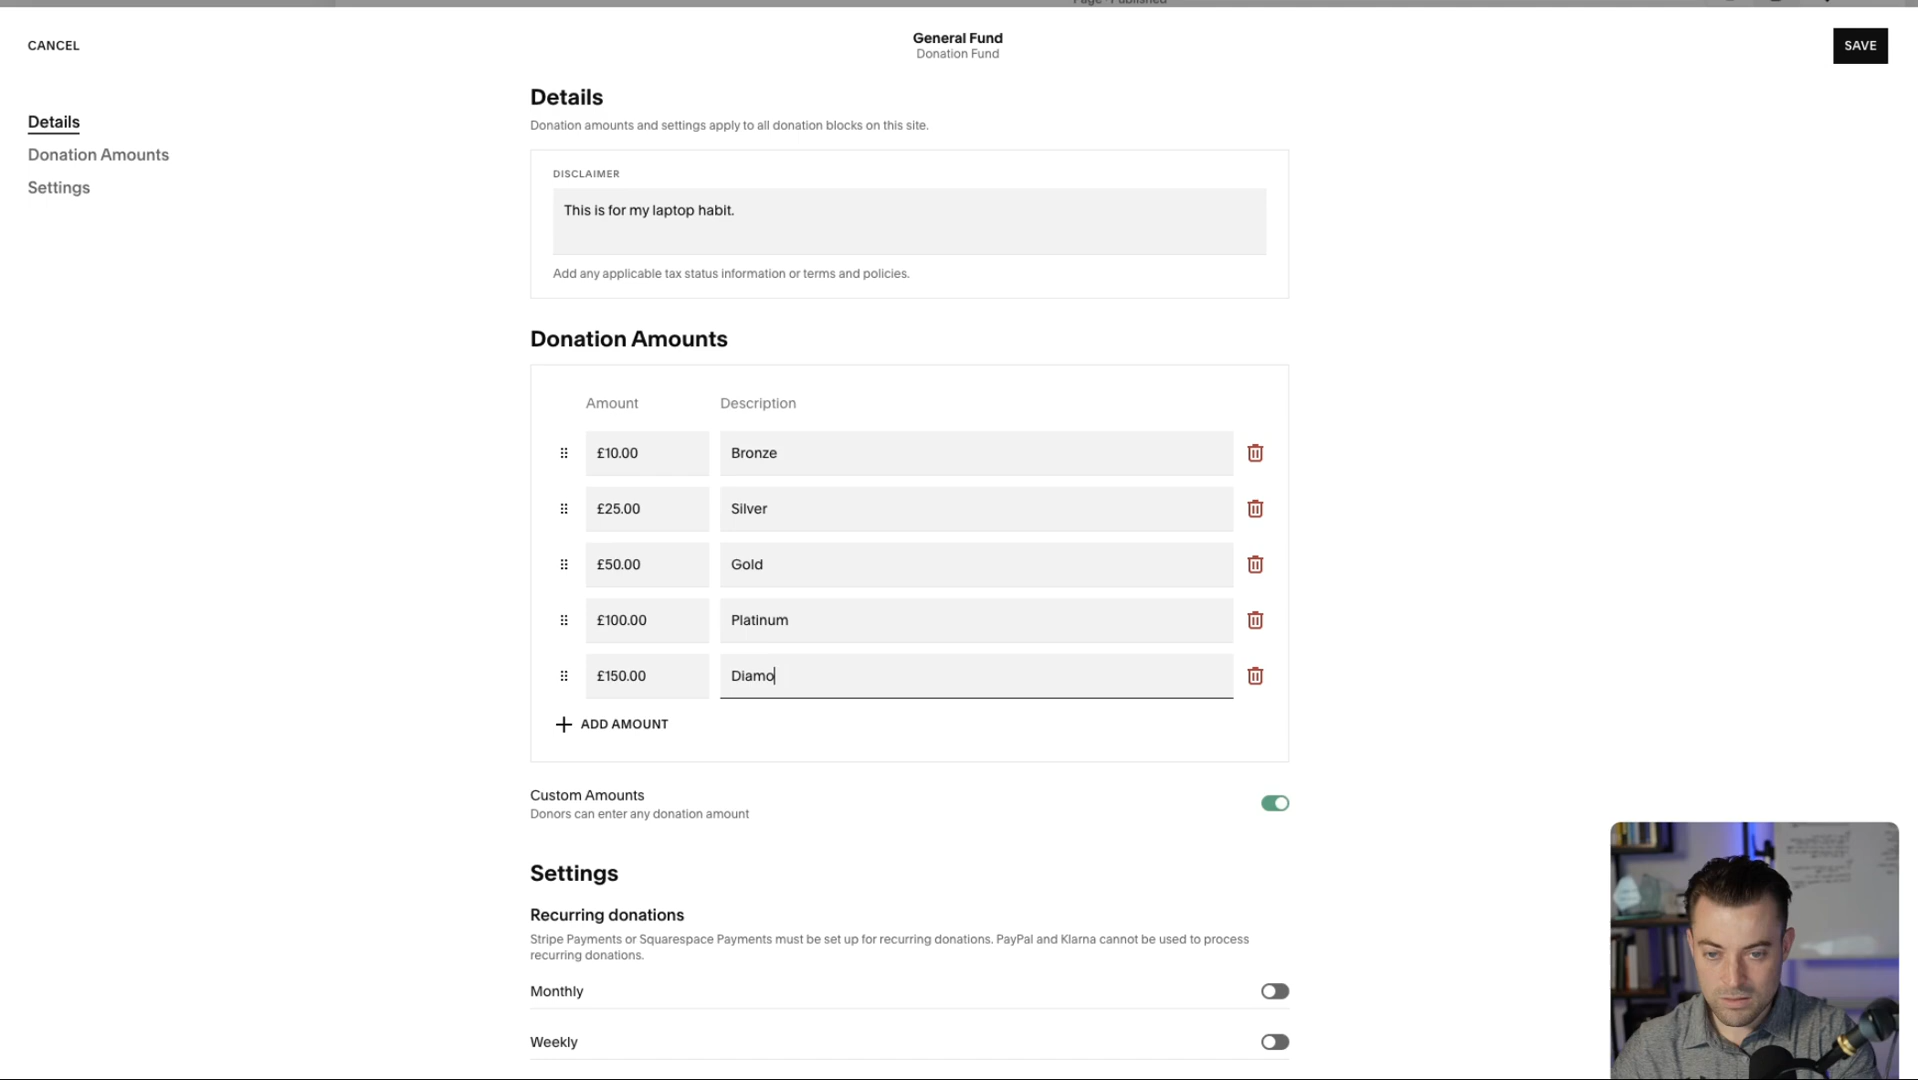 Page · Published
CANCEL
General Fund
Donation Fund
SAVE
Details
Donation Amounts
Settings
Details
Donation amounts and settings apply to all donation blocks on this site.
DISCLAIMER
This is for my laptop habit.
Add any applicable tax status information or terms and policies.
Donation Amounts
Amount Description
£10.00 Bronze
£25.00 Silver
£50.00 Gold
£100.00 Platinum
£150.00 Diamo
ADD AMOUNT
Custom Amounts
Donors can enter any donation amount
Settings
Recurring donations
Stripe Payments or Squarespace Payments must be set up for recurring donations. PayPal and Klarna cannot be used to process
recurring donations.
Monthly
Weekly